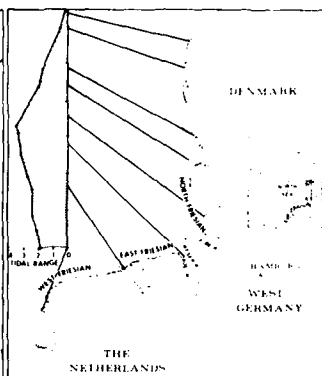 DENMARK
NORTH FRIESIAN
4 3 2 1 0
TIDAL RANGE
EAST FRIESIAN
WEST FRIESIAN
WEST
GERMANY
THE
NETHERLANDS